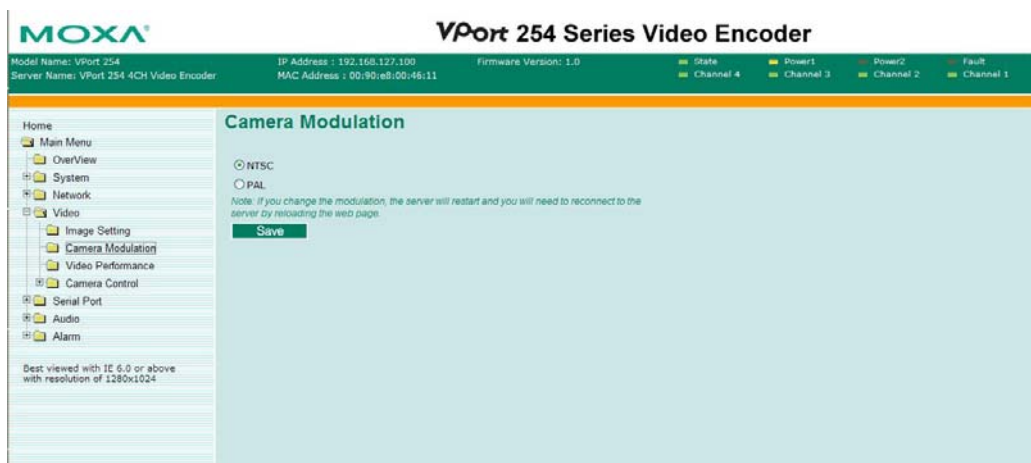 MOXA®
VPort 254 Series Video Encoder
Model Name: VPort 254
IP Address : 192.168.127.100
Firmware Version: 1.0
State
Power1
Power2
Fault
Server Name: VPort 254 4CH Video Encoder
MAC Address : 00:90:e8:00:46:11
Channel 4
Channel 3
Channel 2
Channel 1
Home
Main Menu
OverView
System
Network
Video
Image Setting
Camera Modulation
Video Performance
Camera Control
Serial Port
Audio
Alarm
Best viewed with IE 6.0 or above
with resolution of 1280x1024
Camera Modulation
NTSC
PAL
Note: If you change the modulation, the server will restart and you will need to reconnect to the
server by reloading the web page.
Save